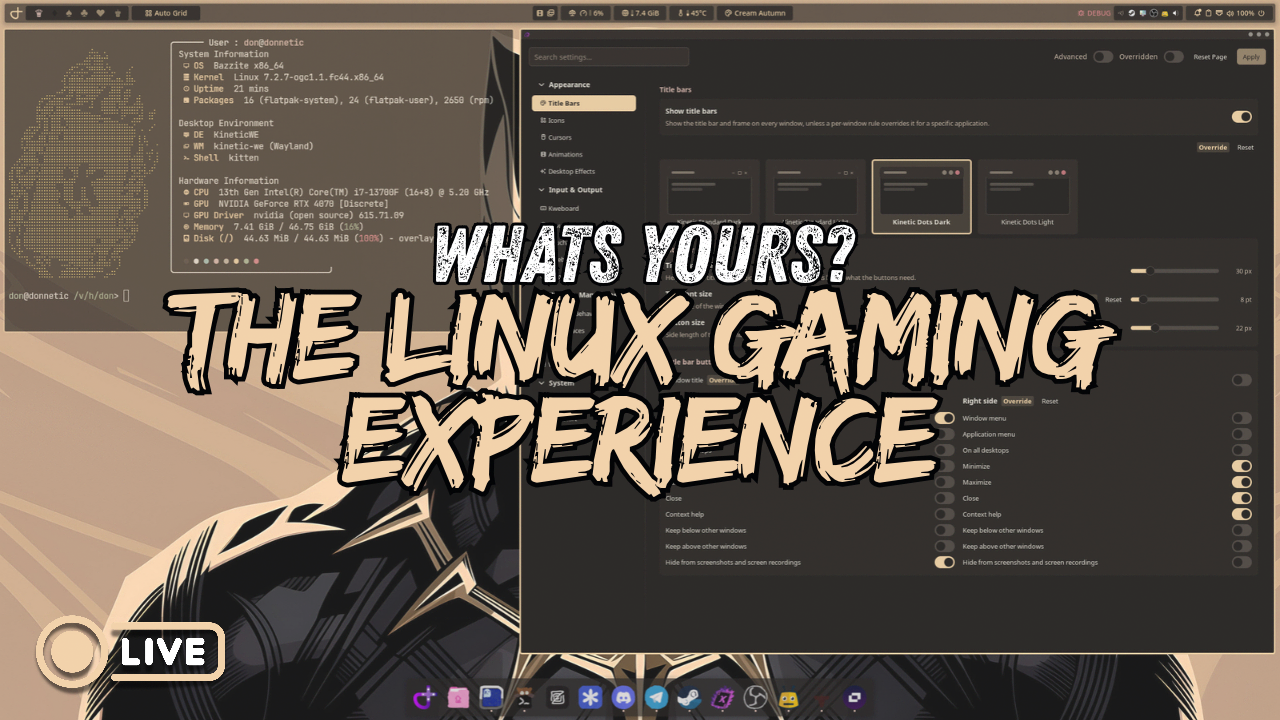 Auto Grid
6%
7.4 GiB
45°C
Cream Autumn
DEBUG
100%
User : don@donnetic
System Information
OS Bazzite x86_64
Kernel Linux 7.2.7-ogc1.1.fc44.x86_64
Uptime 21 mins
Packages 16 (flatpak-system), 24 (flatpak-user), 2650 (rpm)
Desktop Environment
DE KineticWE
WM kinetic-we (Wayland)
Shell kitten
Hardware Information
CPU 13th Gen Intel(R) Core(TM) i7-13700F (16+8) @ 5.20 GHz
GPU NVIDIA GeForce RTX 4070 [Discrete]
GPU Driver nvidia (open source) 615.71.09
Memory 7.41 GiB / 46.75 GiB (16%)
Disk (/) 44.63 MiB / 44.63 MiB (100%) - overlay
don@donnetic /v/h/don>
Search settings...
Advanced
Overridden
Reset Page
Apply
Appearance
Title Bars
Icons
Cursors
Animations
Desktop Effects
Input & Output
Kweboard
System
Title bars
Show title bars
Show the title bar and frame on every window, unless a per-window rule overrides it for a specific application.
Override Reset
Kinetic Dots Dark
Kinetic Dots Light
what the buttons need.
30 px
Reset
8 pt
22 px
WHATS YOURS?
THE LINUX GAMING
EXPERIENCE
Right side Override Reset
Window menu
Application menu
On all desktops
Minimize
Maximize
Close Close
Context help Context help
Keep below other windows Keep below other windows
Keep above other windows Keep above other windows
Hide from screenshots and screen recordings Hide from screenshots and screen recordings
LIVE